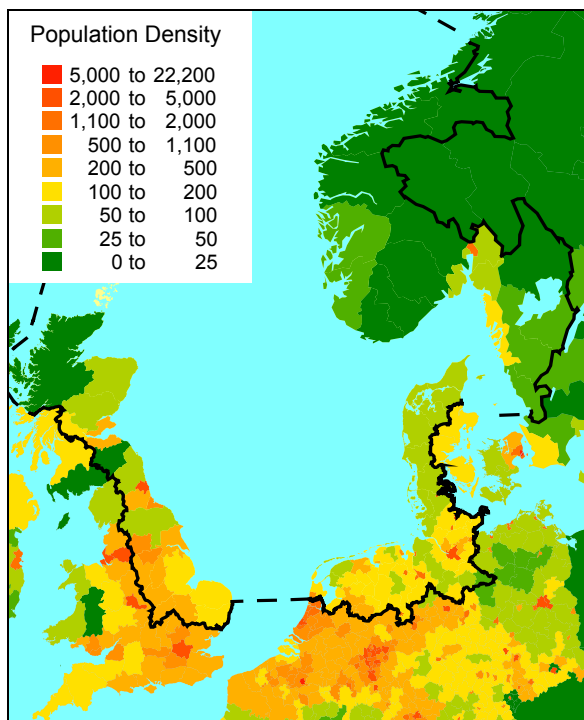 Population Density
5,000 to 22,200
2,000 to 5,000
1,100 to 2,000
500 to 1,100
200 to 500
100 to 200
50 to 100
25 to 50
0 to 25